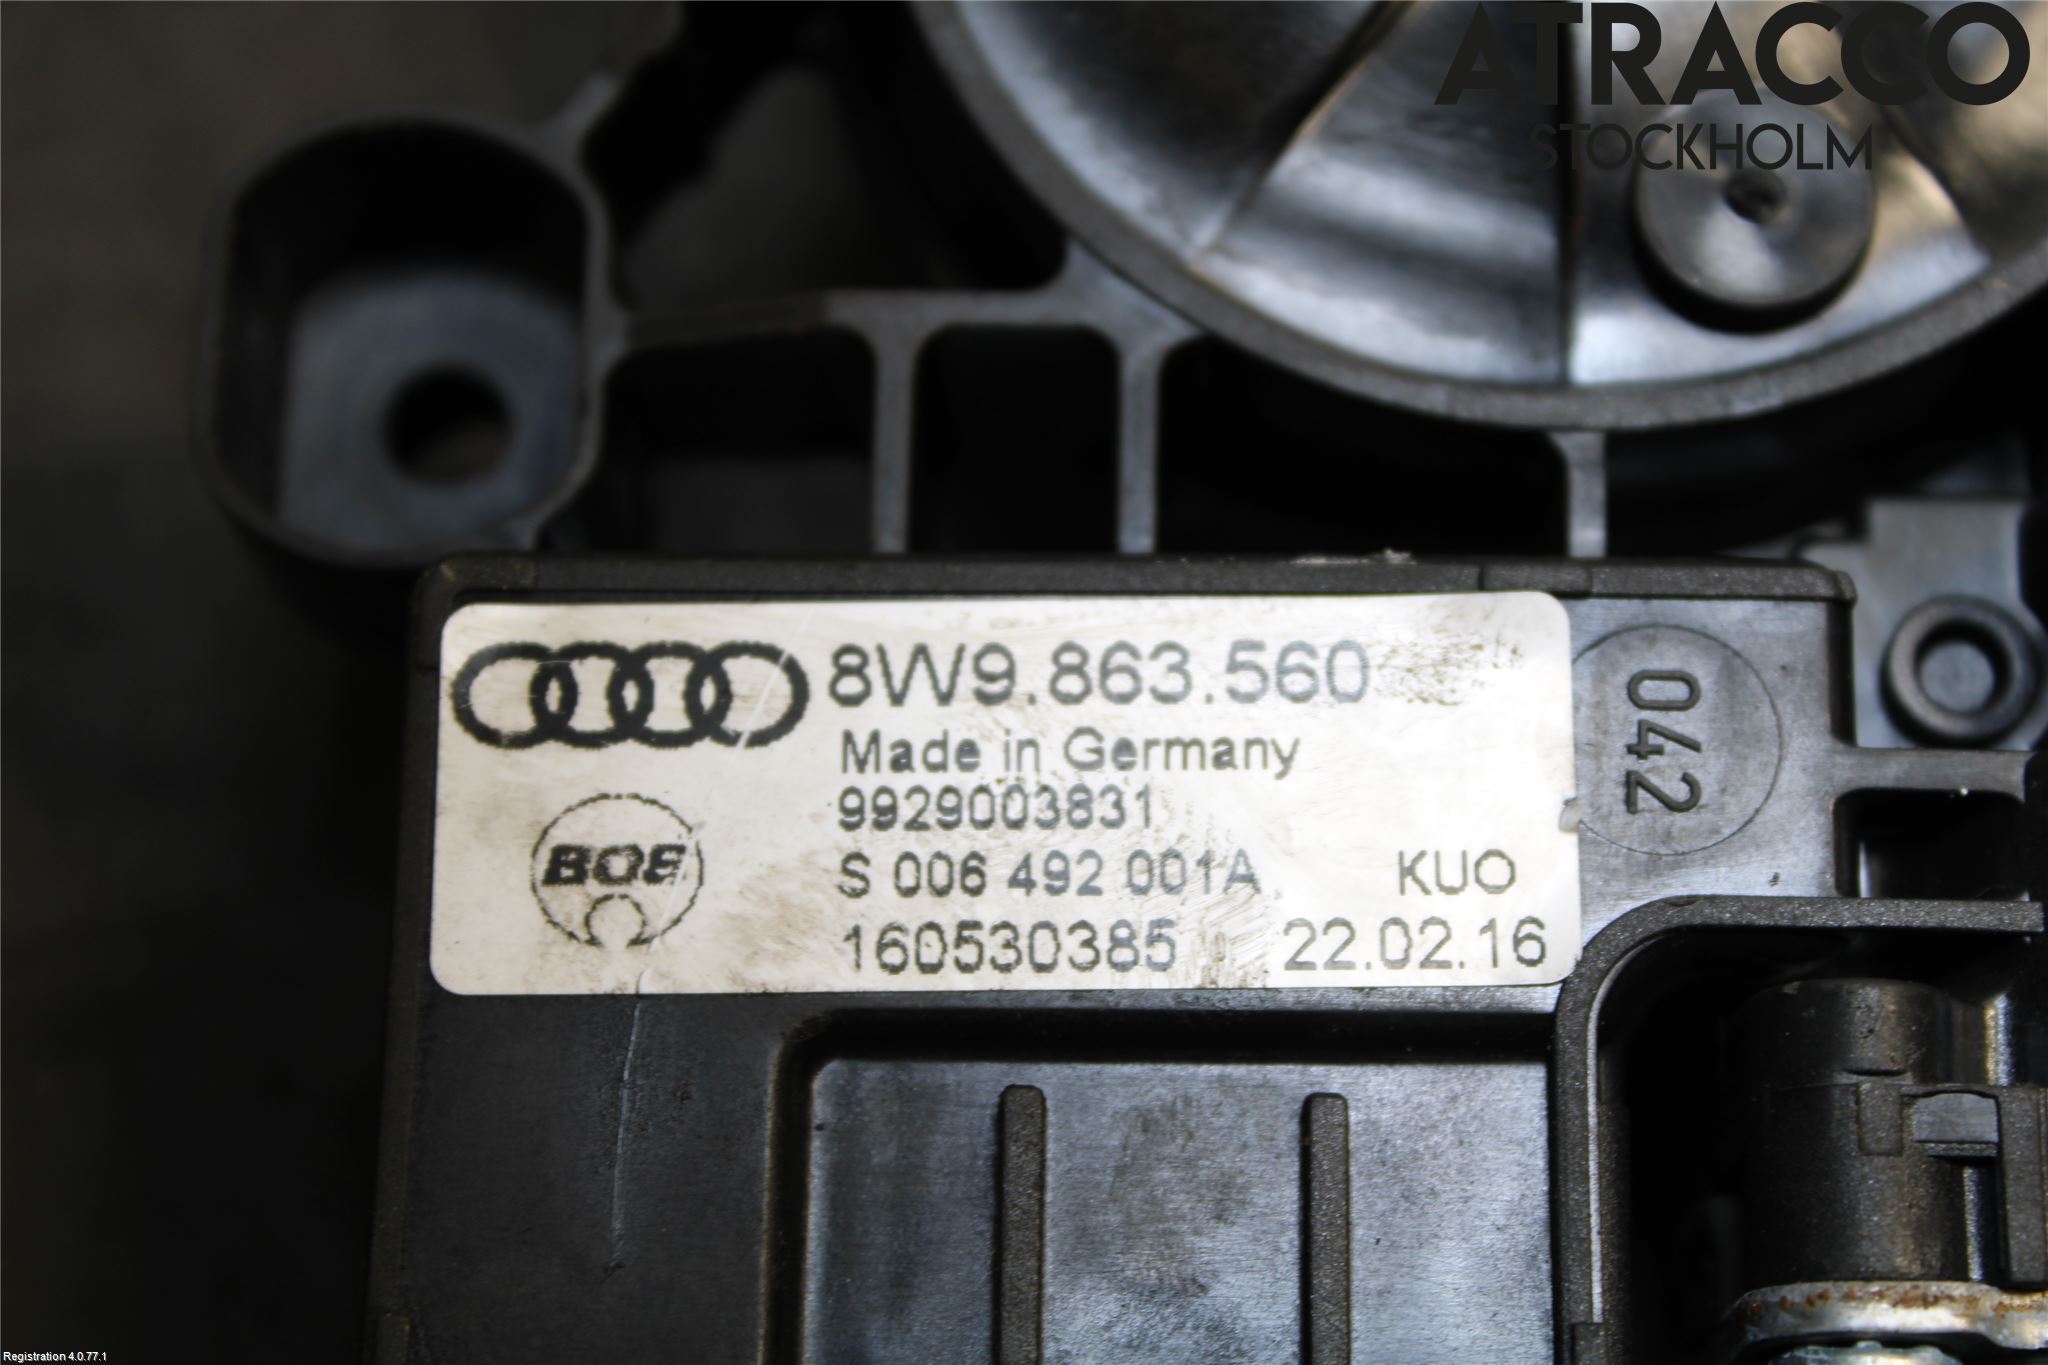 ATRACCO
STOCKHOLM
8W9.863.560
Made in Germany
9929003831
BOS
S 006 492 001A KUO
160530385 22.02.16
042
Registration 4.0.77.1